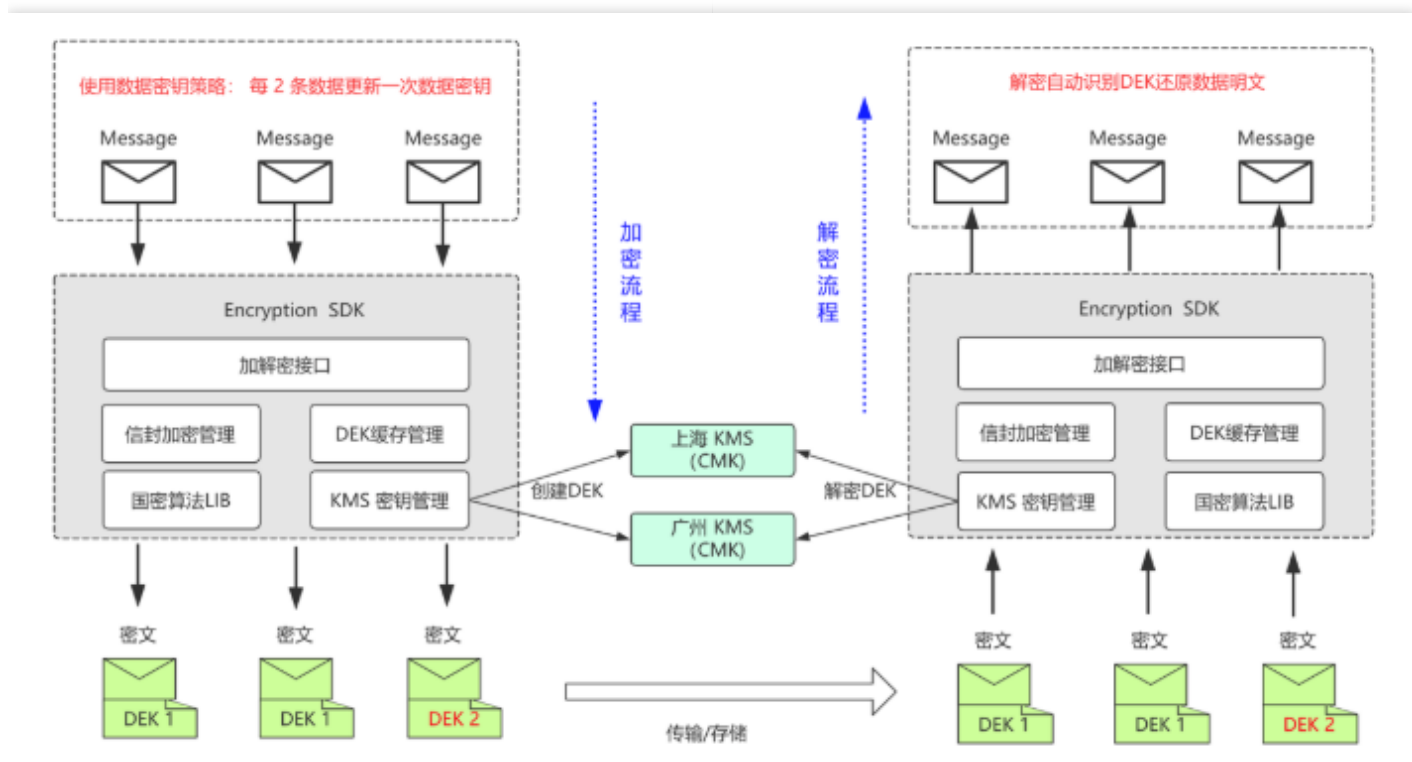 使用数据密钥策略： 每 2 条数据更新一次数据密钥
Message Message Message
加密流程
Encryption SDK
加解密接口
信封加密管理 DEK缓存管理
国密算法LIB KMS 密钥管理
密文 密文 密文
DEK 1 DEK 1 DEK 2
创建DEK
上海 KMS
(CMK)
广州 KMS
(CMK)
解密DEK
传输/存储
解密流程
解密自动识别DEK还原数据明文
Message Message Message
Encryption SDK
加解密接口
信封加密管理 DEK缓存管理
KMS 密钥管理 国密算法LIB
密文 密文 密文
DEK 1 DEK 1 DEK 2